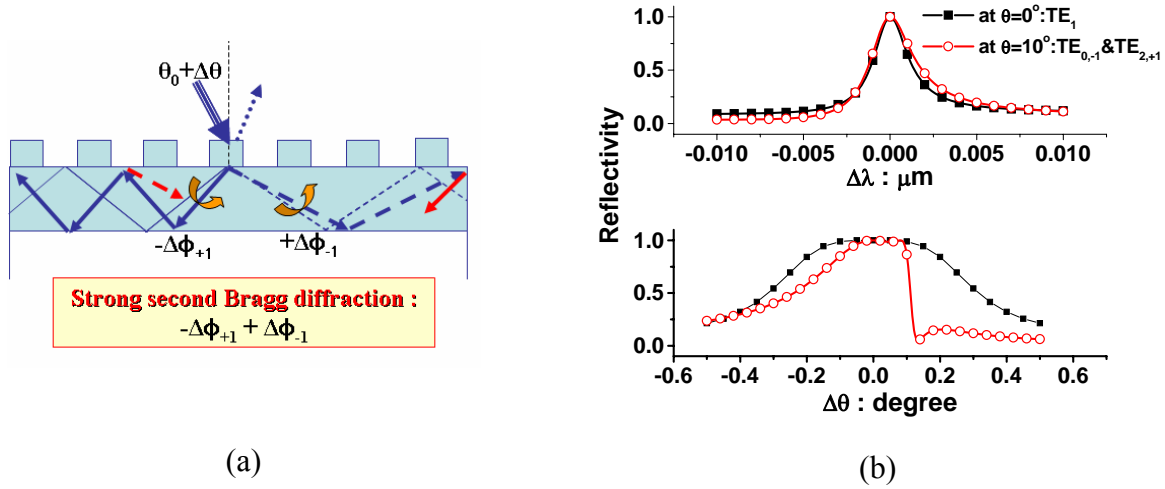 (a)
θ₀+Δθ
-Δϕ₊₁
+Δϕ₋₁
Strong second Bragg diffraction :
-Δϕ₊₁ + Δϕ₋₁
Reflectivity
1.0
0.5
0.0
-0.010 -0.005 0.000 0.005 0.010
Δλ : μm
at θ=0°:TE₁
at θ=10°:TE₀,₋₁&TE₂,₊₁
1.0
0.5
0.0
-0.6 -0.4 -0.2 0.0 0.2 0.4 0.6
Δθ : degree
(b)